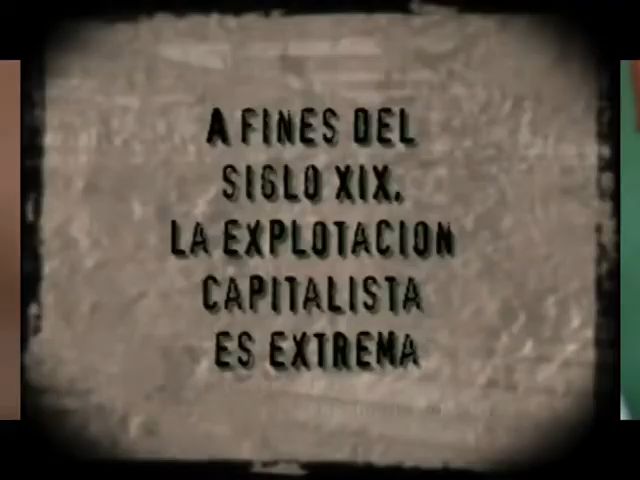 A FINES DEL
SIGLO XIX,
LA EXPLOTACION
CAPITALISTA
ES EXTREMA